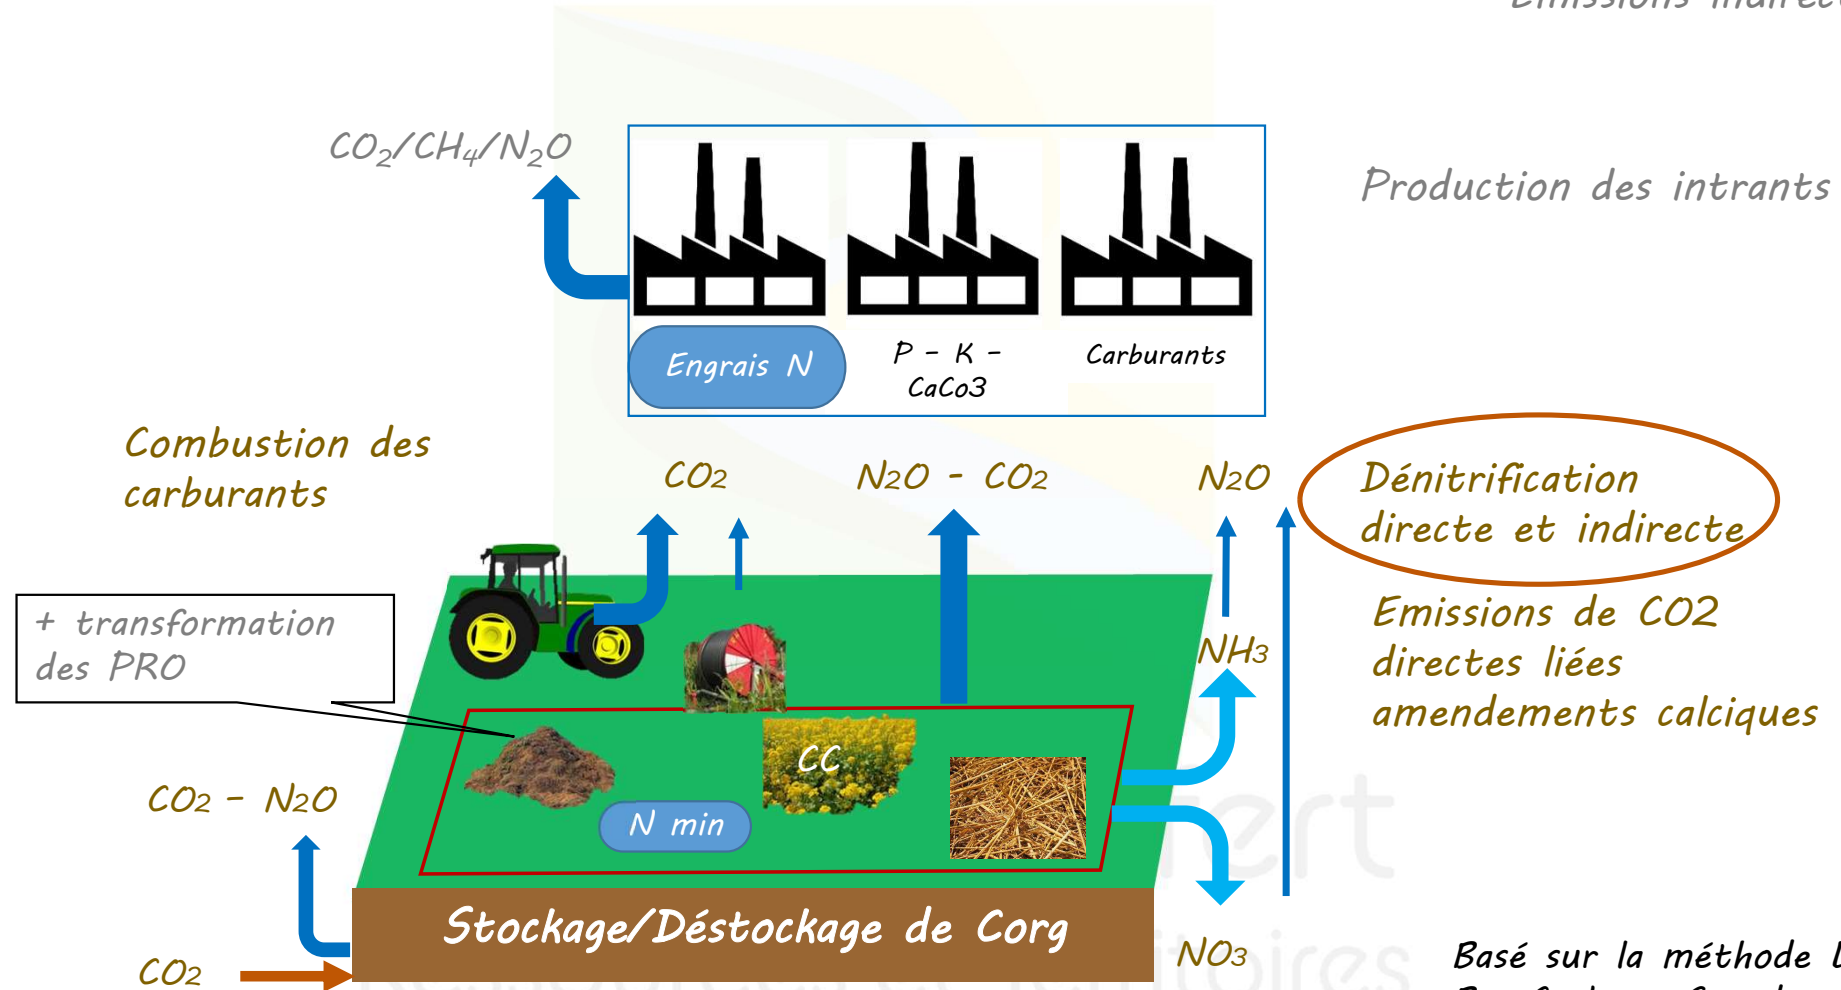 Emissions
CO2/CH4/N2O
Production des intrants
Engrais N
P - K -
CaCo3
Carburants
Combustion des
carburants
CO2
N2O - CO2
N2O
Dénitrification
directe et indirecte
+ transformation
des PRO
NH3
Emissions de CO2
directes liées
amendements calciques
CC
N min
CO2 - N2O
Stockage/Déstockage de Corg
CO2
NO3
Basé sur la méthode